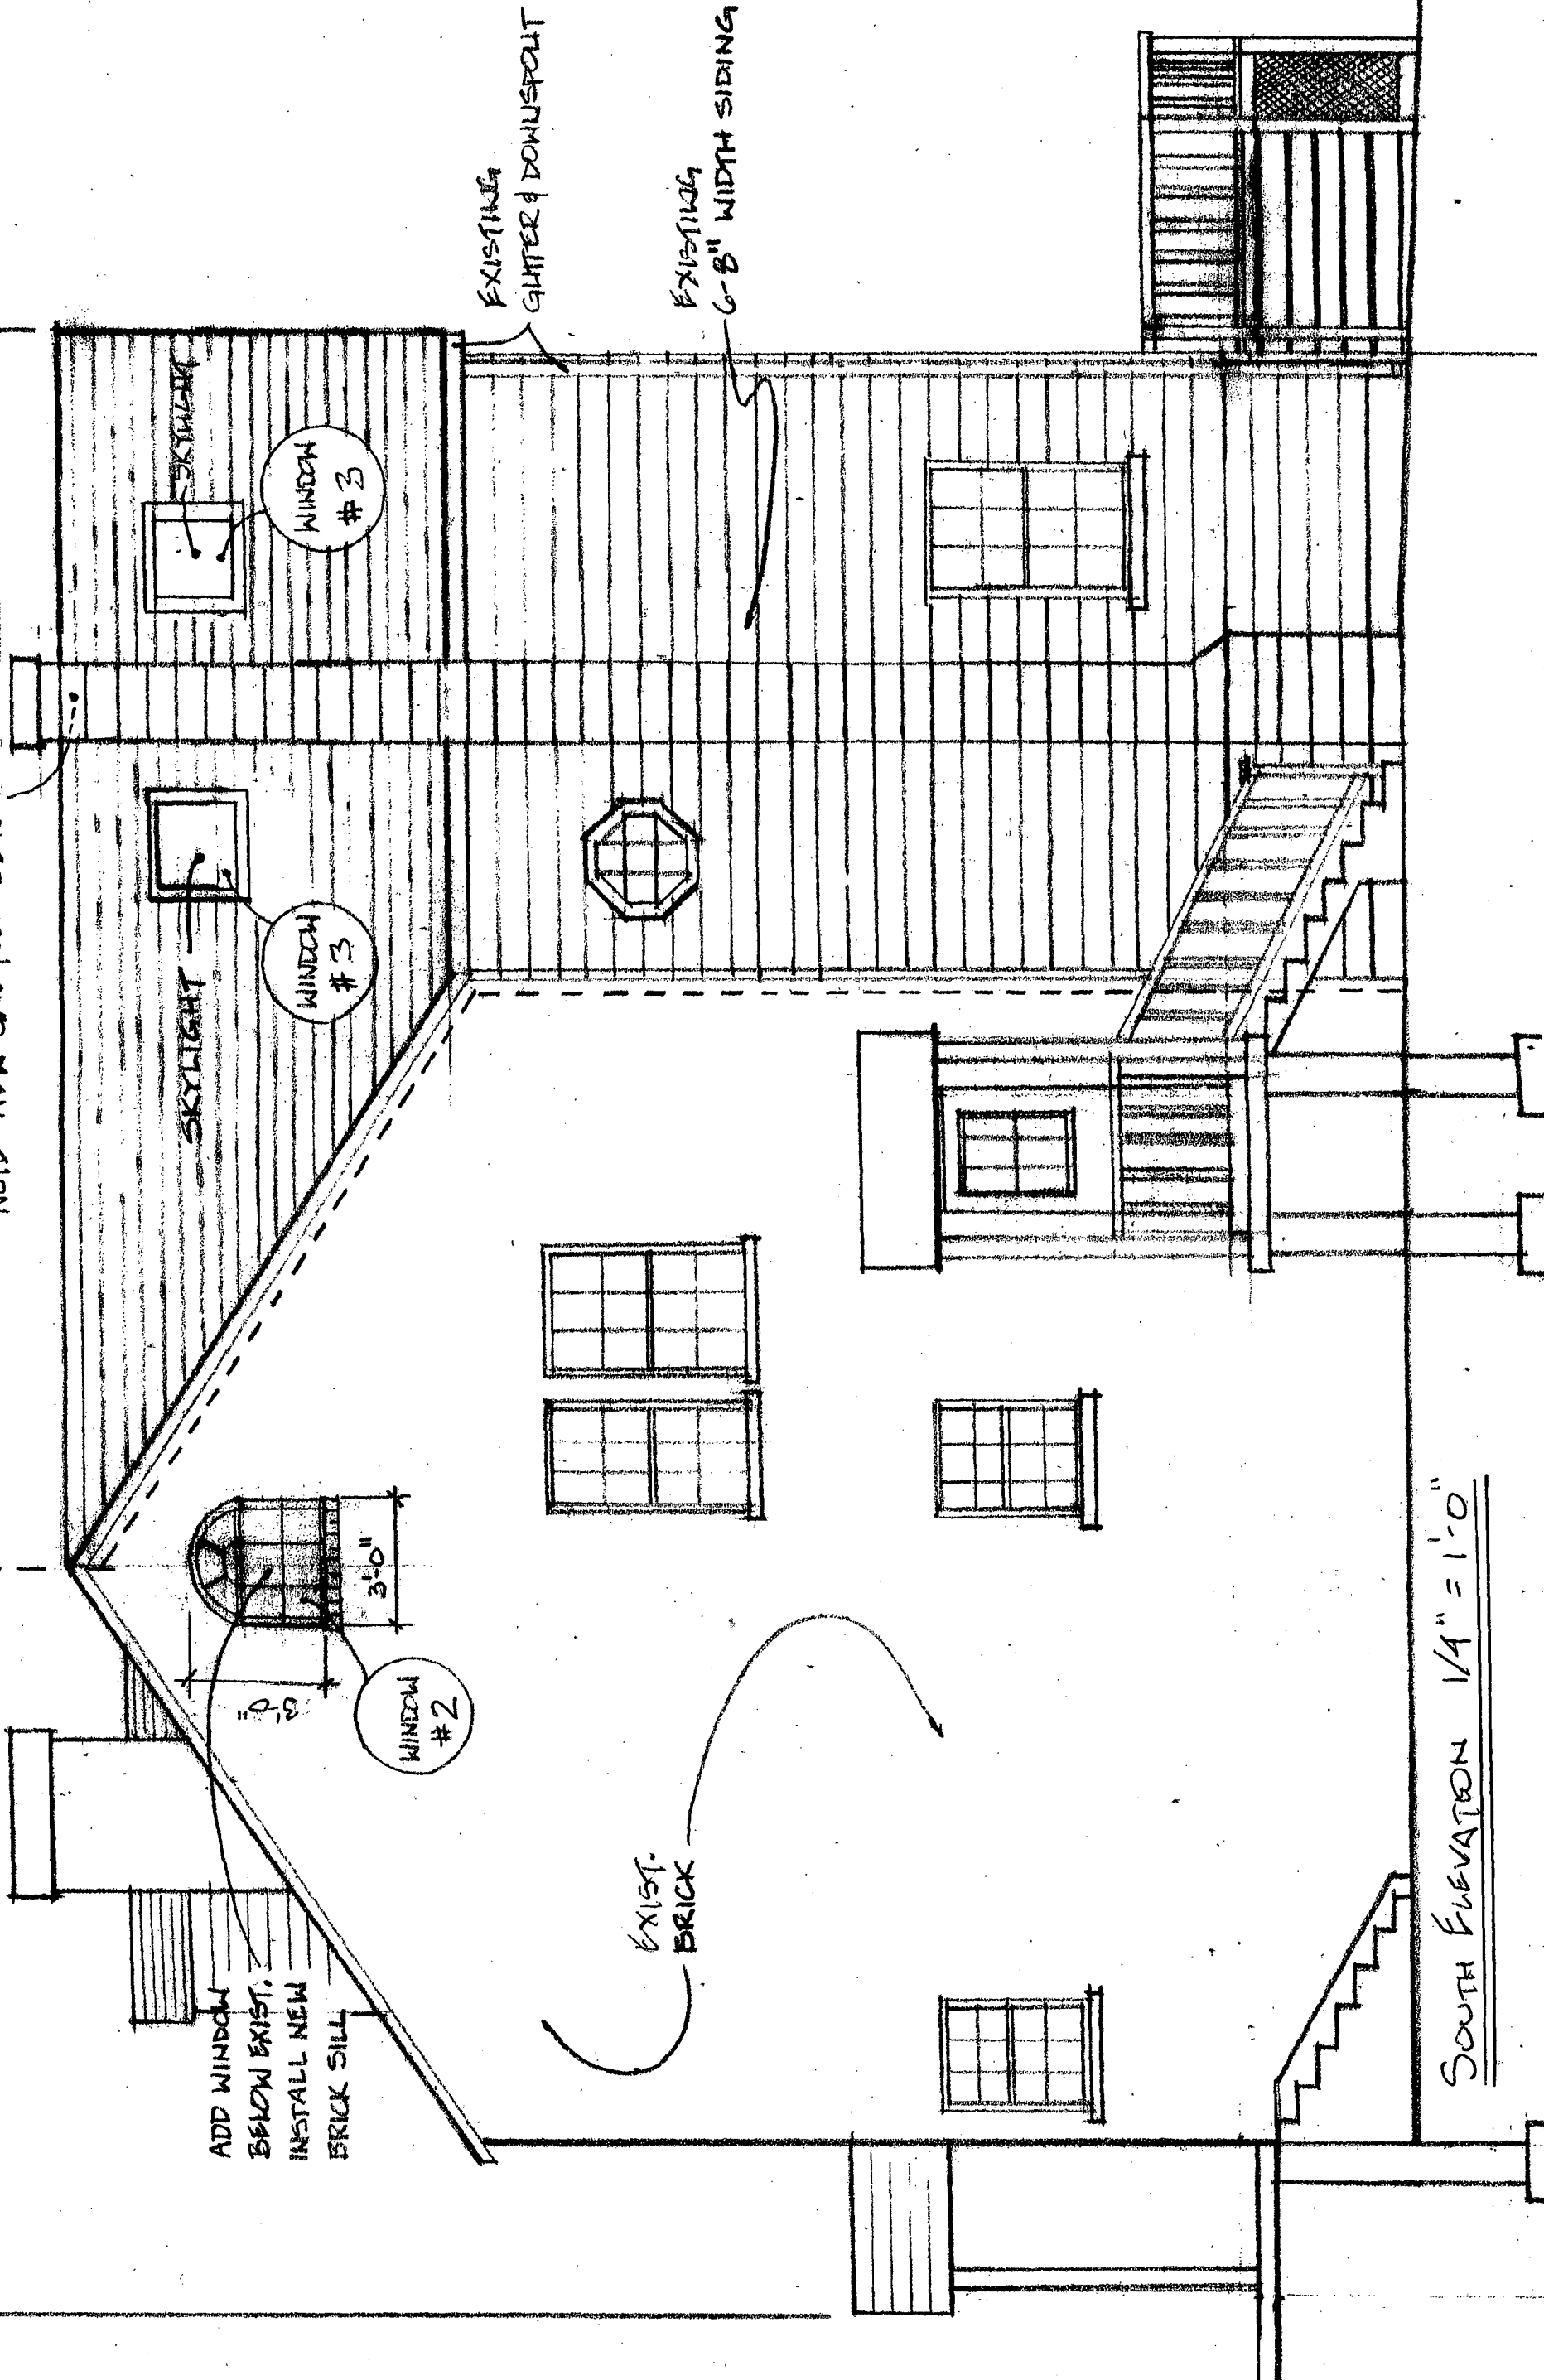 SKYLIGHT
SKYLIGHT
WINDOW
#3
WINDOW
#3
EXISTING
GUTTER & DOWNSPOUT
EXISTING
6-8" WIDTH SIDING
ADD WINDOW
BELOW EXIST.
INSTALL NEW
BRICK SILL
3'-0"
3'-0"
WINDOW
#2
EXIST.
BRICK
SOUTH ELEVATION 1/4" = 1'-0"